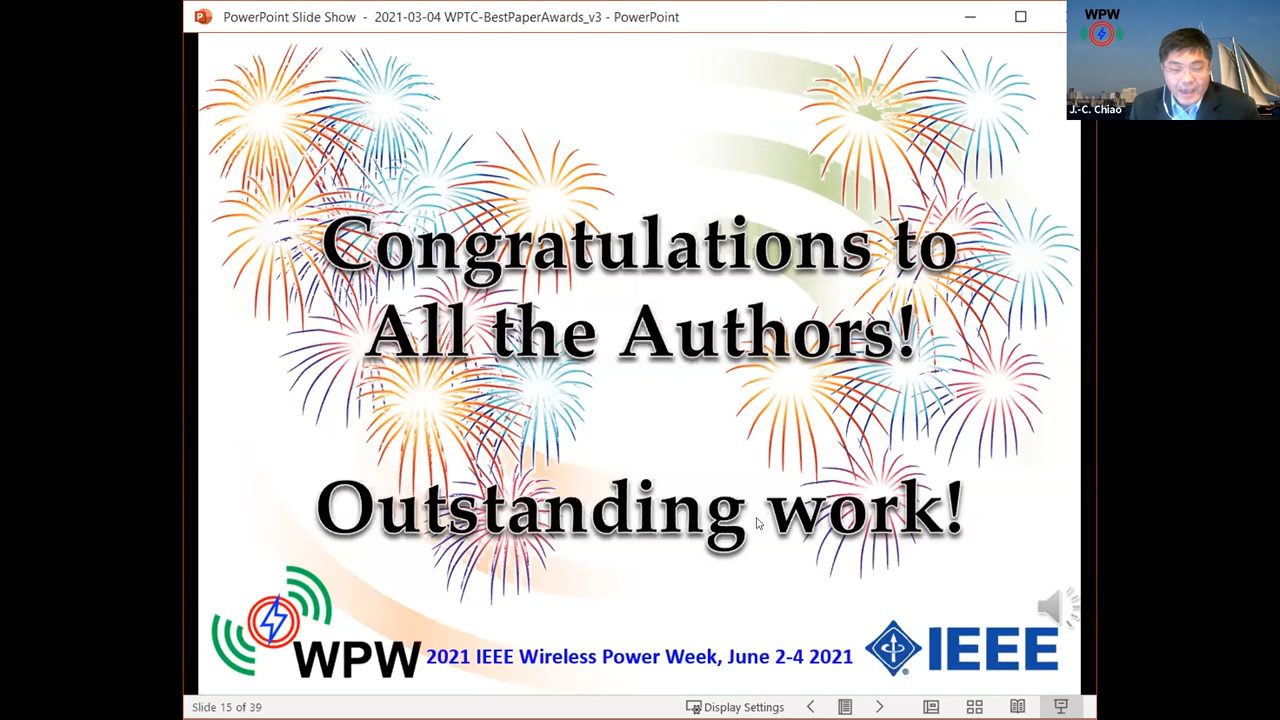 PowerPoint Slide Show - 2021-03-04 WPTC-BestPaperAwards_v3 - PowerPoint
WPW
J.-C. Chiao
Congratulations to
All the Authors!
Outstanding work!
WPW
2021 IEEE Wireless Power Week, June 2-4 2021
IEEE
Slide 15 of 39
Display Settings